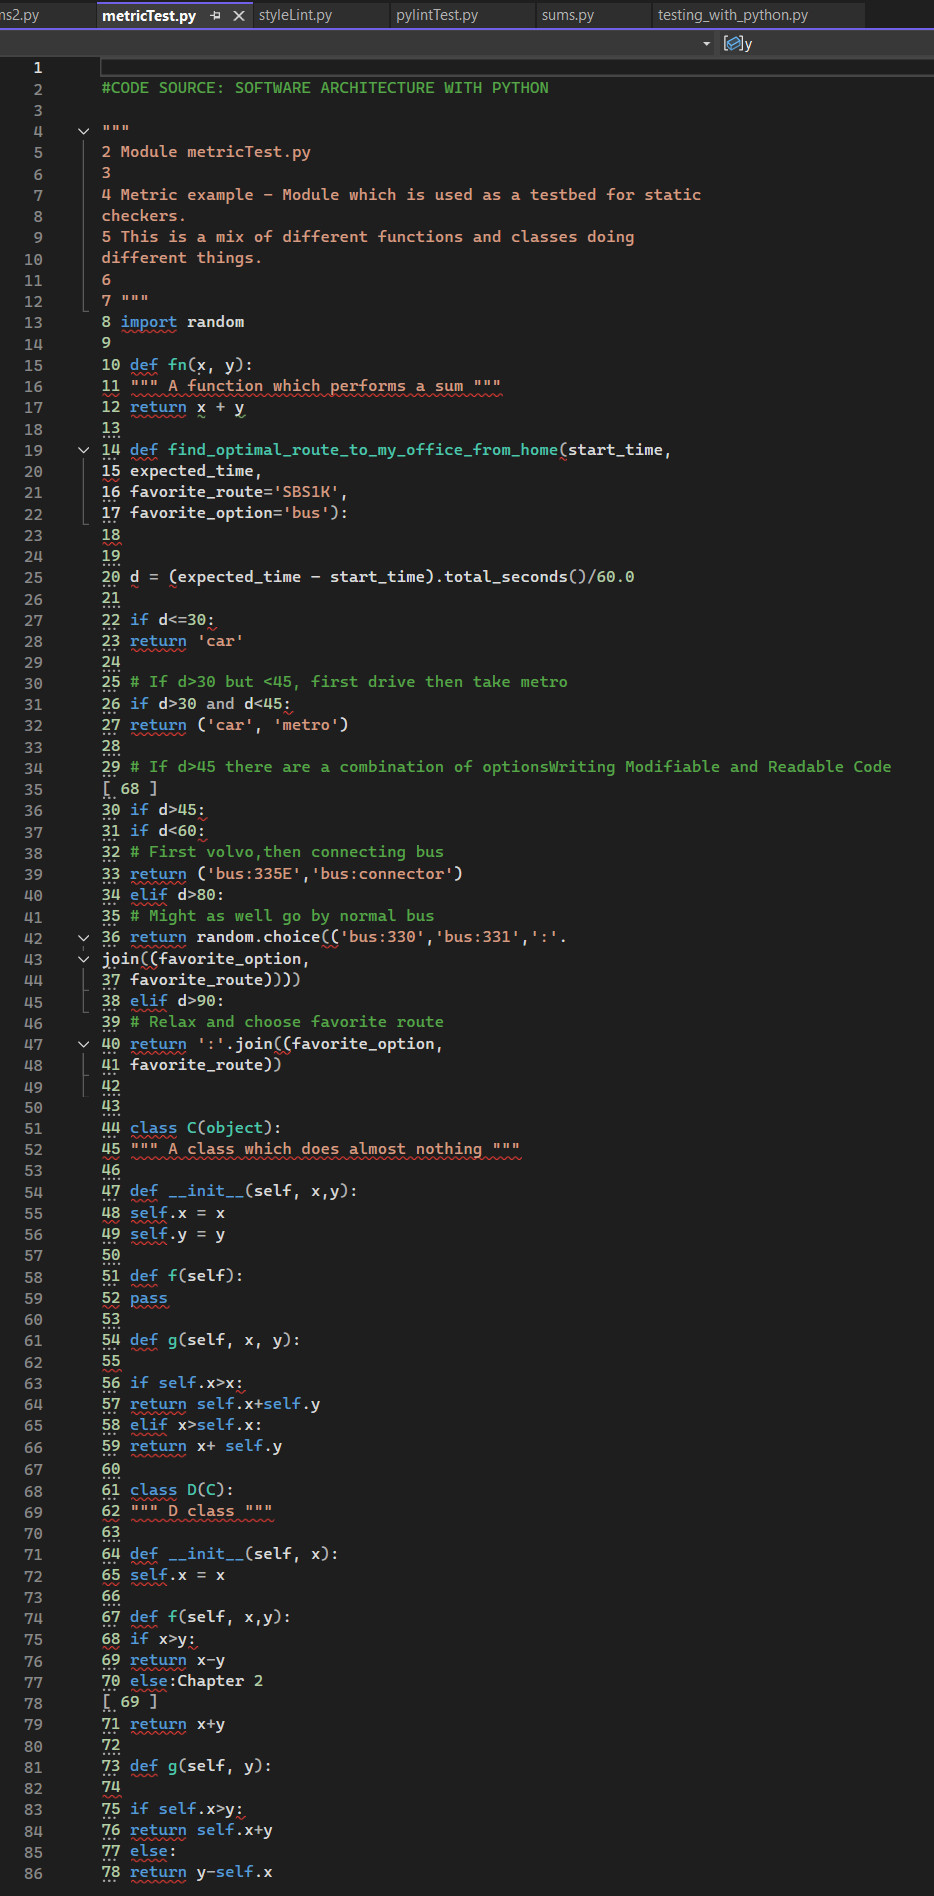 ns2.py metricTest.py styleLint.py pylintTest.py sums.py testing_with_python.py
y
1
2 #CODE SOURCE: SOFTWARE ARCHITECTURE WITH PYTHON
3
4 """
5 2 Module metricTest.py
6 3
7 4 Metric example - Module which is used as a testbed for static
8 checkers.
9 5 This is a mix of different functions and classes doing
10 different things.
11 6
12 7 """
13 8 import random
14 9
15 10 def fn(x, y):
16 11 """ A function which performs a sum """
17 12 return x + y
18 13
19 14 def find_optimal_route_to_my_office_from_home(start_time,
20 15 expected_time,
21 16 favorite_route='SBS1K',
22 17 favorite_option='bus'):
23 18
24 19
25 20 d = (expected_time - start_time).total_seconds()/60.0
26 21
27 22 if d<=30:
28 23 return 'car'
29 24
30 25 # If d>30 but <45, first drive then take metro
31 26 if d>30 and d<45:
32 27 return ('car', 'metro')
33 28
34 29 # If d>45 there are a combination of optionsWriting Modifiable and Readable Code
35 [ 68 ]
36 30 if d>45:
37 31 if d<60:
38 32 # First volvo,then connecting bus
39 33 return ('bus:335E','bus:connector')
40 34 elif d>80:
41 35 # Might as well go by normal bus
42 36 return random.choice(('bus:330','bus:331',':'.
43 join((favorite_option,
44 37 favorite_route))))
45 38 elif d>90:
46 39 # Relax and choose favorite route
47 40 return ':'.join((favorite_option,
48 41 favorite_route))
49 42
50 43
51 44 class C(object):
52 45 """ A class which does almost nothing """
53 46
54 47 def __init__(self, x,y):
55 48 self.x = x
56 49 self.y = y
57 50
58 51 def f(self):
59 52 pass
60 53
61 54 def g(self, x, y):
62 55
63 56 if self.x>x:
64 57 return self.x+self.y
65 58 elif x>self.x:
66 59 return x+ self.y
67 60
68 61 class D(C):
69 62 """ D class """
70 63
71 64 def __init__(self, x):
72 65 self.x = x
73 66
74 67 def f(self, x,y):
75 68 if x>y:
76 69 return x-y
77 70 else:Chapter 2
78 [ 69 ]
79 71 return x+y
80 72
81 73 def g(self, y):
82 74
83 75 if self.x>y:
84 76 return self.x+y
85 77 else:
86 78 return y-self.x